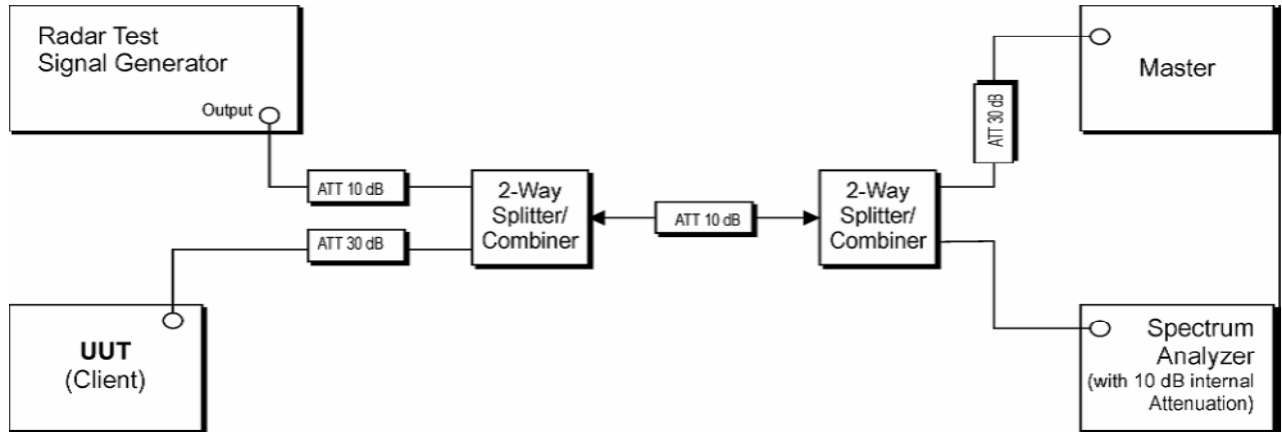 Radar Test
Signal Generator
Output
ATT 10 dB
ATT 30 dB
UUT
(Client)
2-Way
Splitter/
Combiner
ATT 10 dB
2-Way
Splitter/
Combiner
ATT 30 dB
Master
Spectrum
Analyzer
(with 10 dB internal
Attenuation)